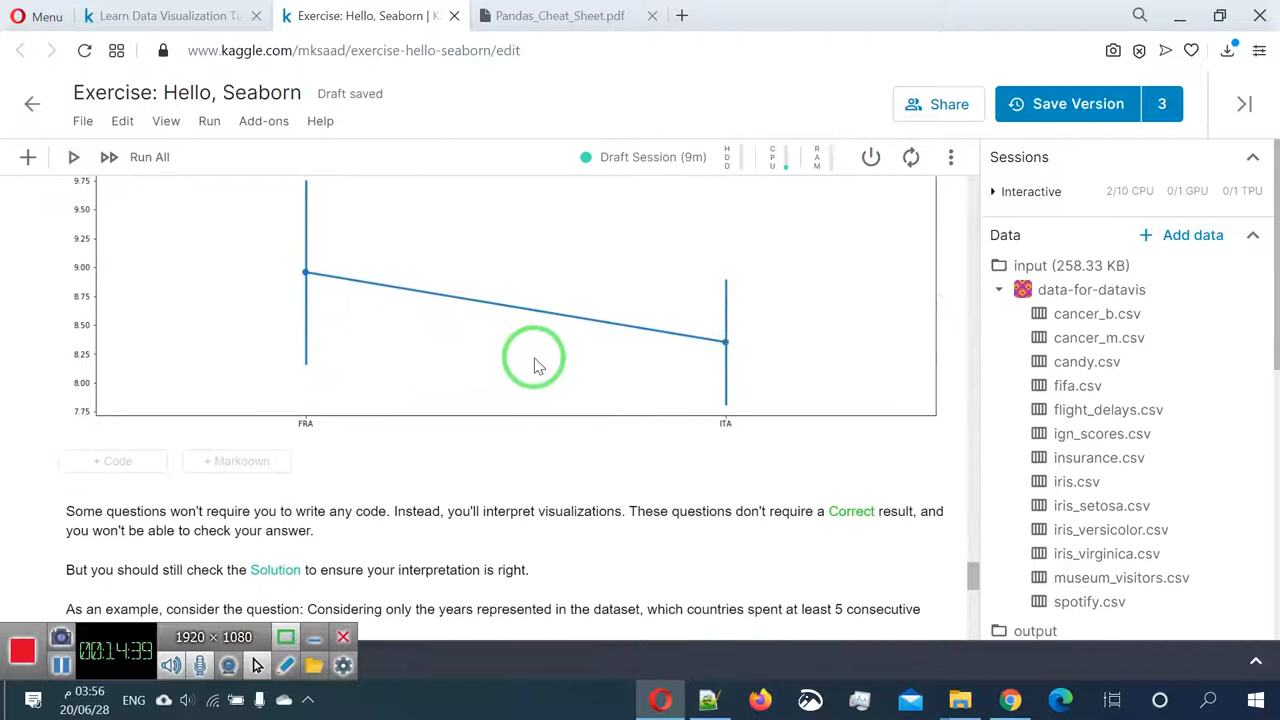 Menu
Learn Data Visualization T
Exercise: Hello, Seaborn | K
Pandas_Cheat_Sheet.pdf
www.kaggle.com/mksaad/exercise-hello-seaborn/edit
Exercise: Hello, Seaborn
Draft saved
File Edit View Run Add-ons Help
Share
Save Version
3
Run All
Draft Session (9m)
HDD
CPU
RAM
Sessions
Interactive
2/10 CPU 0/1 GPU 0/1 TPU
Data
Add data
input (258.33 KB)
data-for-datavis
cancer_b.csv
cancer_m.csv
candy.csv
fifa.csv
flight_delays.csv
ign_scores.csv
insurance.csv
iris.csv
iris_setosa.csv
iris_versicolor.csv
iris_virginica.csv
museum_visitors.csv
spotify.csv
output
9.75
9.50
9.25
9.00
8.75
8.50
8.25
8.00
7.75
FRA
ITA
+ Code
+ Markdown
Some questions won't require you to write any code. Instead, you'll interpret visualizations. These questions don't require a Correct result, and
you won't be able to check your answer.
But you should still check the Solution to ensure your interpretation is right.
As an example, consider the question: Considering only the years represented in the dataset, which countries spent at least 5 consecutive
00:14:39
1920 × 1080
ENG
03:56 م
20/06/28